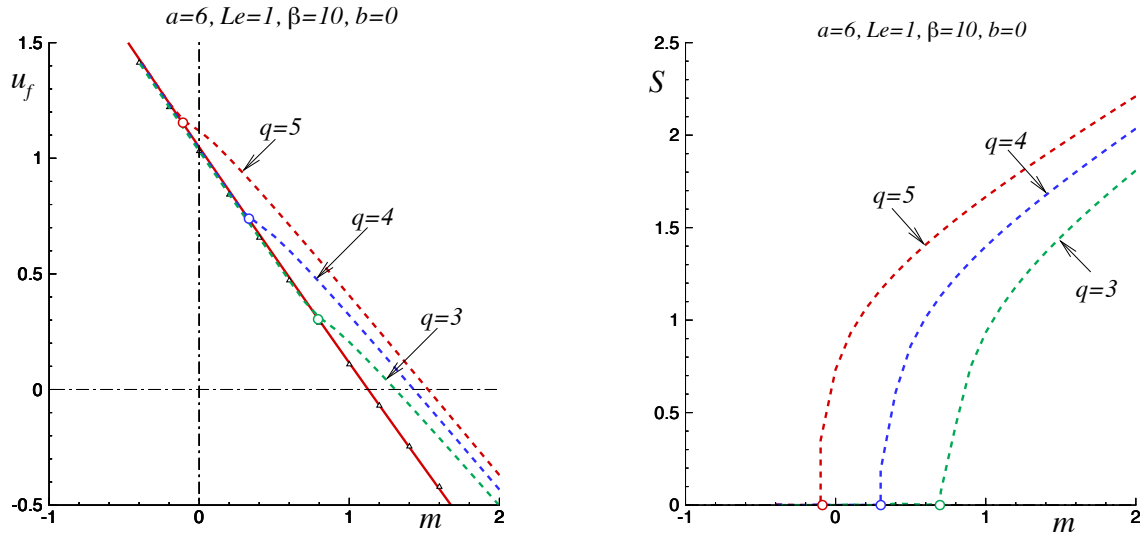 a=6, Le=1, β=10, b=0
u_f
1.5
1
0.5
0
-0.5
-1
0
1
2
m
q=5
q=4
q=3
a=6, Le=1, β=10, b=0
S
2.5
2
1.5
1
0.5
0
-1
0
1
2
m
q=5
q=4
q=3